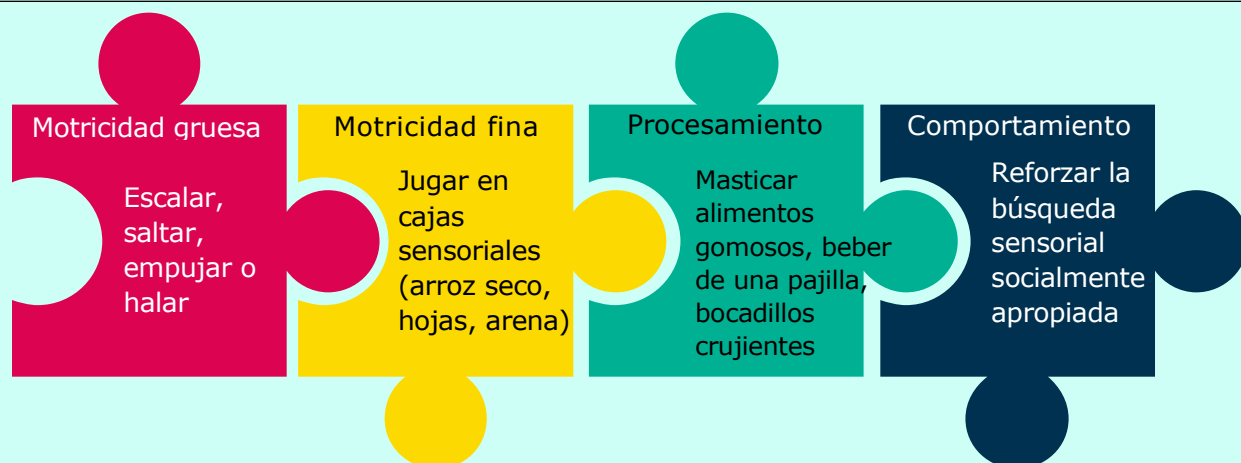 Motricidad gruesa
Escalar,
saltar,
empujar o
halar
Motricidad fina
Jugar en
cajas
sensoriales
(arroz seco,
hojas, arena)
Procesamiento
Masticar
alimentos
gomosos, beber
de una pajilla,
bocadillos
crujientes
Comportamiento
Reforzar la
búsqueda
sensorial
socialmente
apropiada